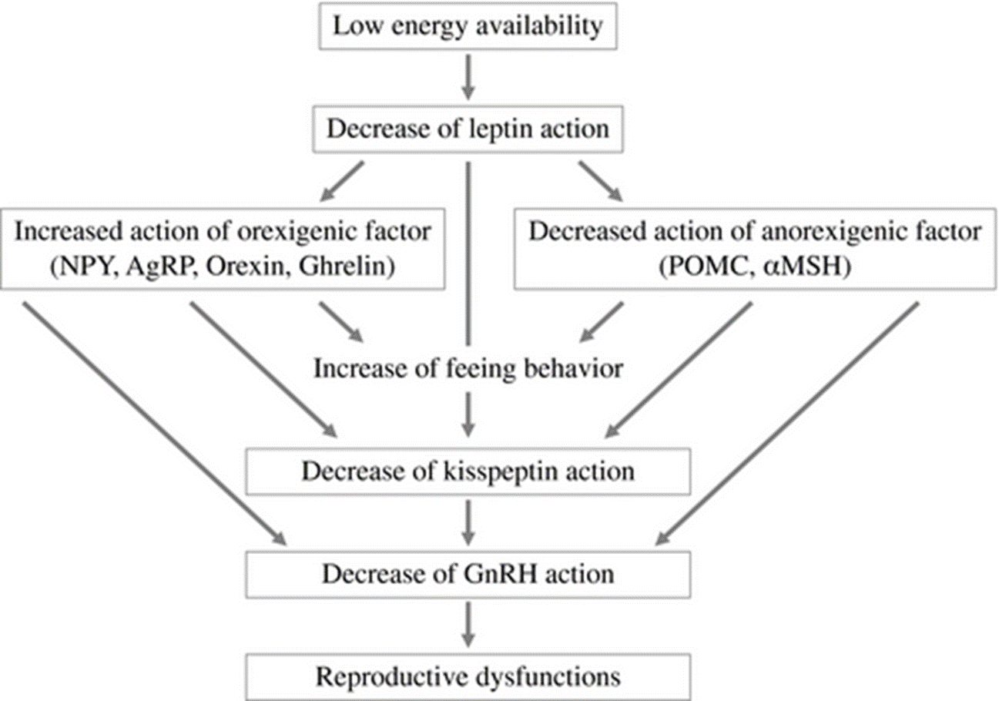 Low energy availability
Decrease of leptin action
Increased action of orexigenic factor
(NPY, AgRP, Orexin, Ghrelin)
Decreased action of anorexigenic factor
(POMC, αMSH)
Increase of feeing behavior
Decrease of kisspeptin action
Decrease of GnRH action
Reproductive dysfunctions